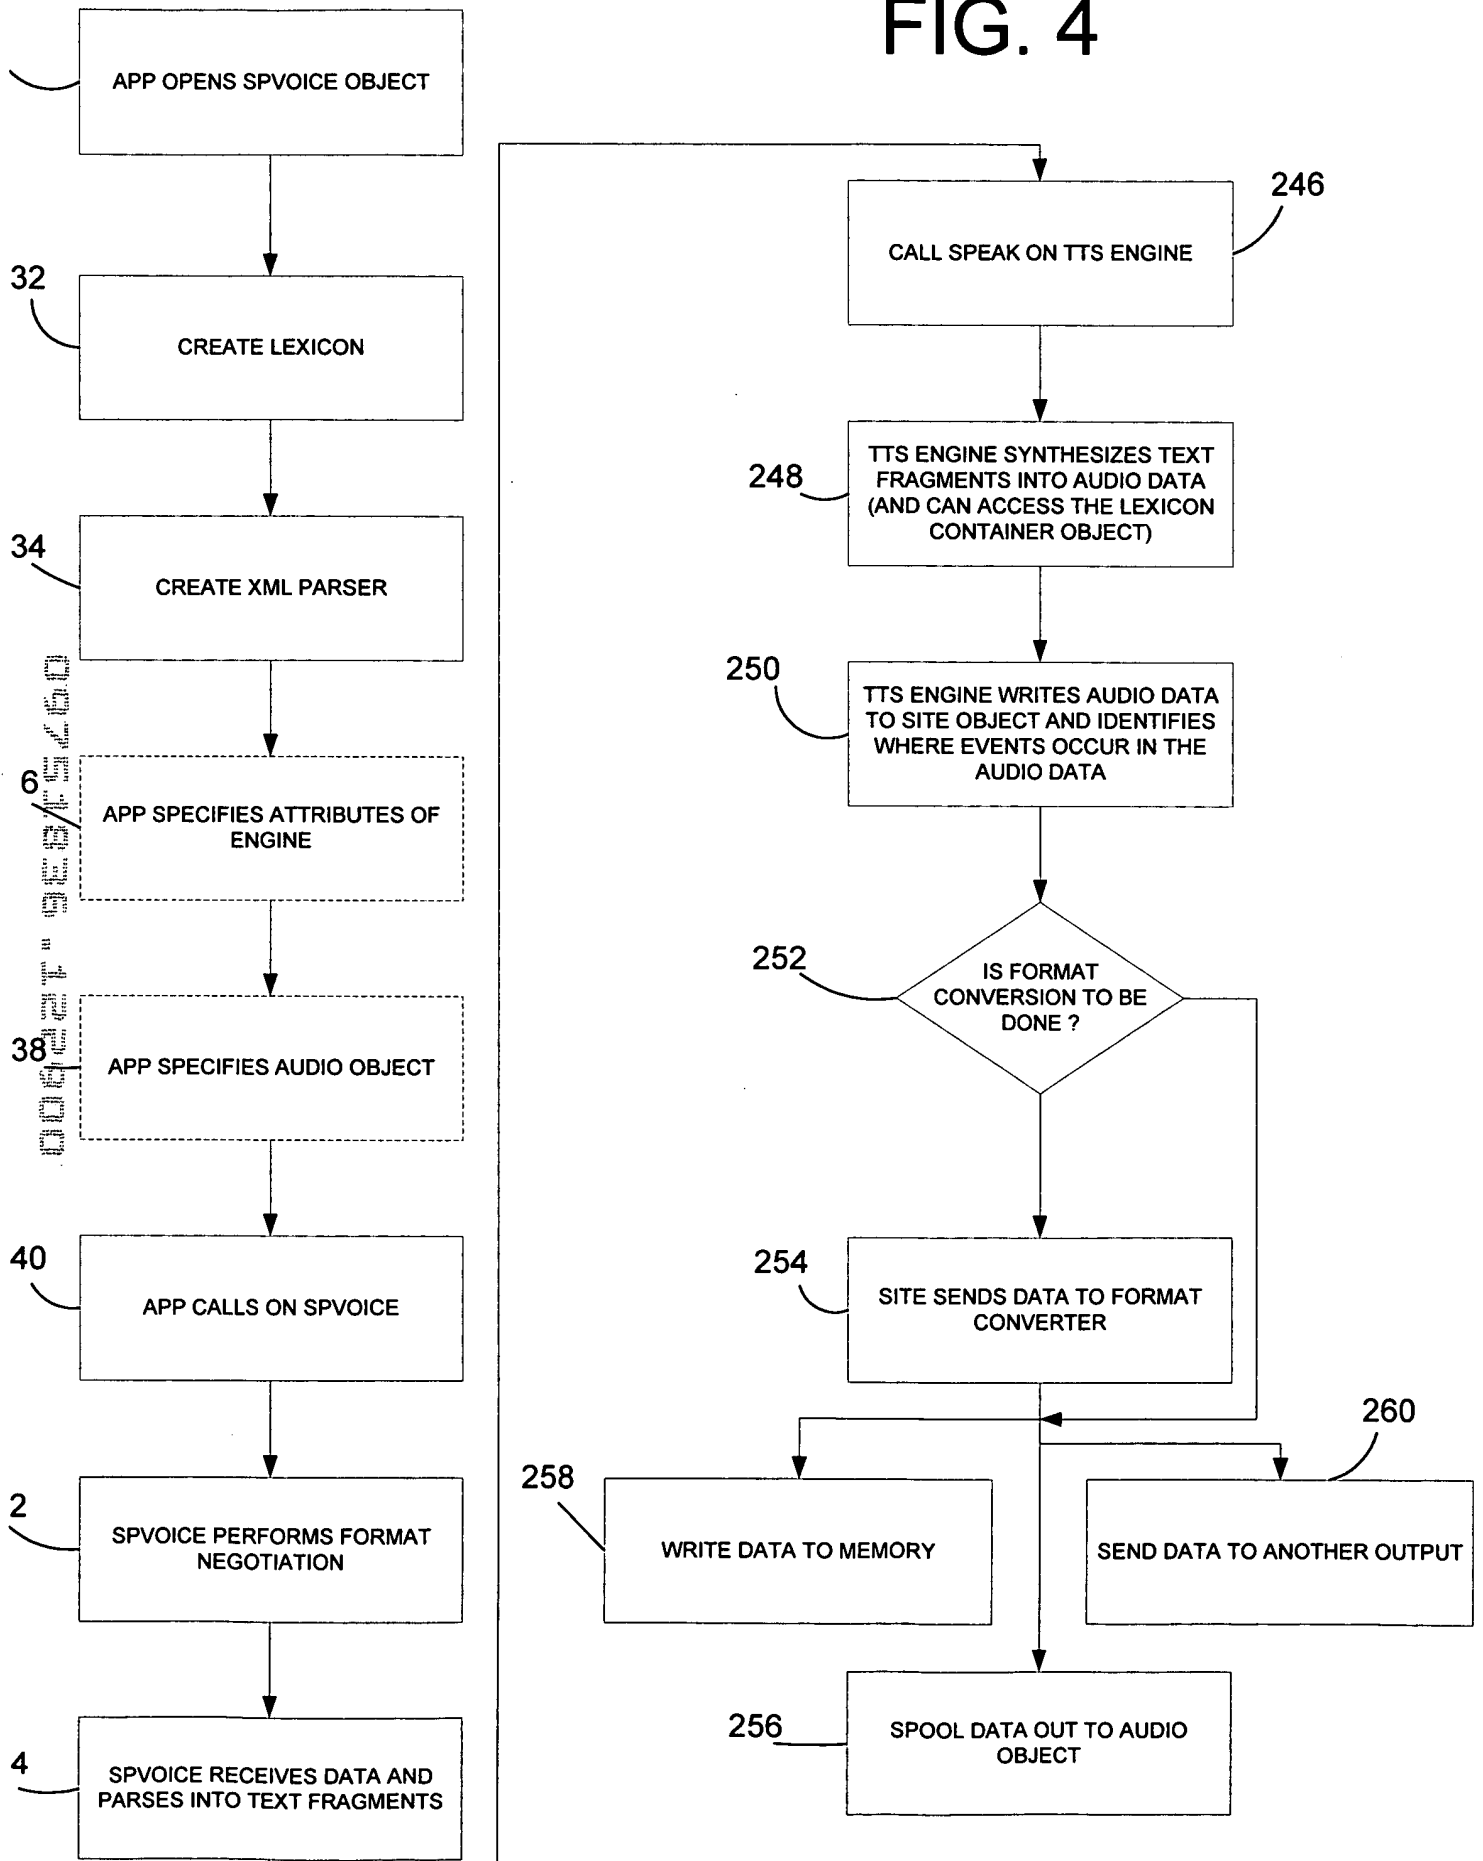 FIG. 4
APP OPENS SPVOICE OBJECT
32
CREATE LEXICON
34
CREATE XML PARSER
6
APP SPECIFIES ATTRIBUTES OF
ENGINE
38
APP SPECIFIES AUDIO OBJECT
40
APP CALLS ON SPVOICE
2
SPVOICE PERFORMS FORMAT
NEGOTIATION
4
SPVOICE RECEIVES DATA AND
PARSES INTO TEXT FRAGMENTS
246
CALL SPEAK ON TTS ENGINE
248
TTS ENGINE SYNTHESIZES TEXT
FRAGMENTS INTO AUDIO DATA
(AND CAN ACCESS THE LEXICON
CONTAINER OBJECT)
250
TTS ENGINE WRITES AUDIO DATA
TO SITE OBJECT AND IDENTIFIES
WHERE EVENTS OCCUR IN THE
AUDIO DATA
252
IS FORMAT
CONVERSION TO BE
DONE ?
254
SITE SENDS DATA TO FORMAT
CONVERTER
258
WRITE DATA TO MEMORY
260
SEND DATA TO ANOTHER OUTPUT
256
SPOOL DATA OUT TO AUDIO
OBJECT